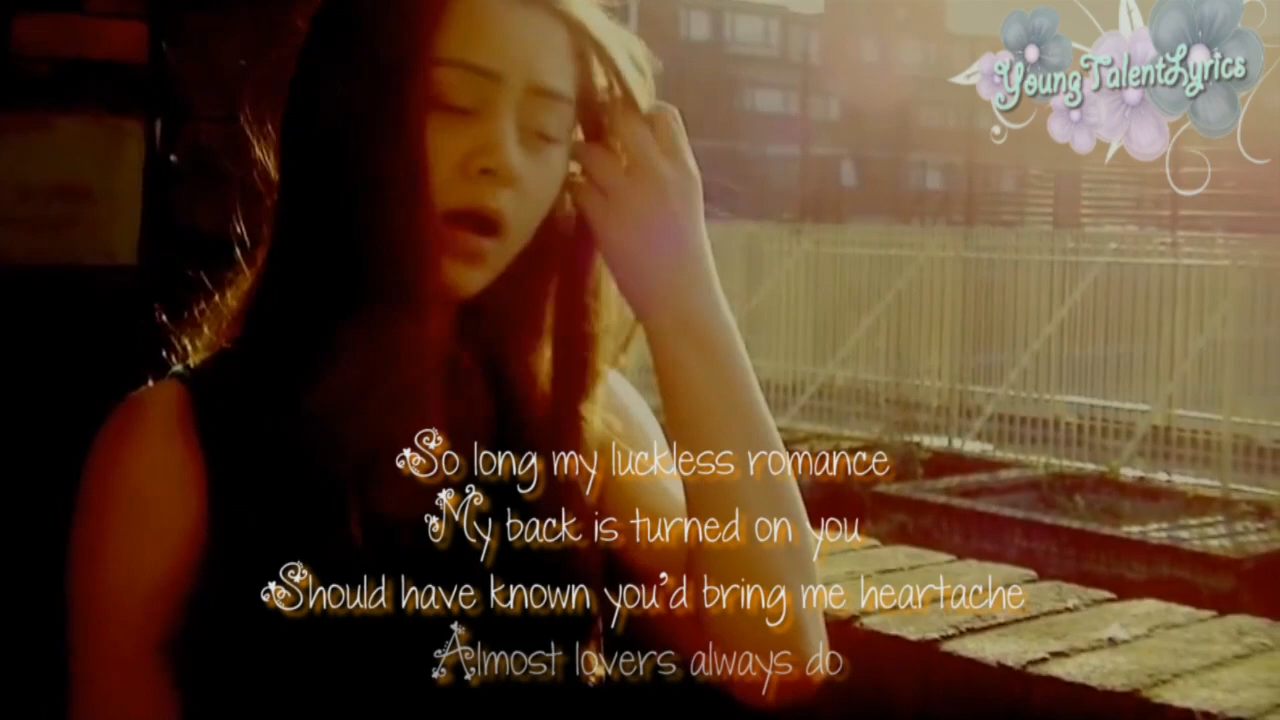 YoungTalentLyrics
So long my luckless romance
My back is turned on you
Should have known you'd bring me heartache
Almost lovers always do